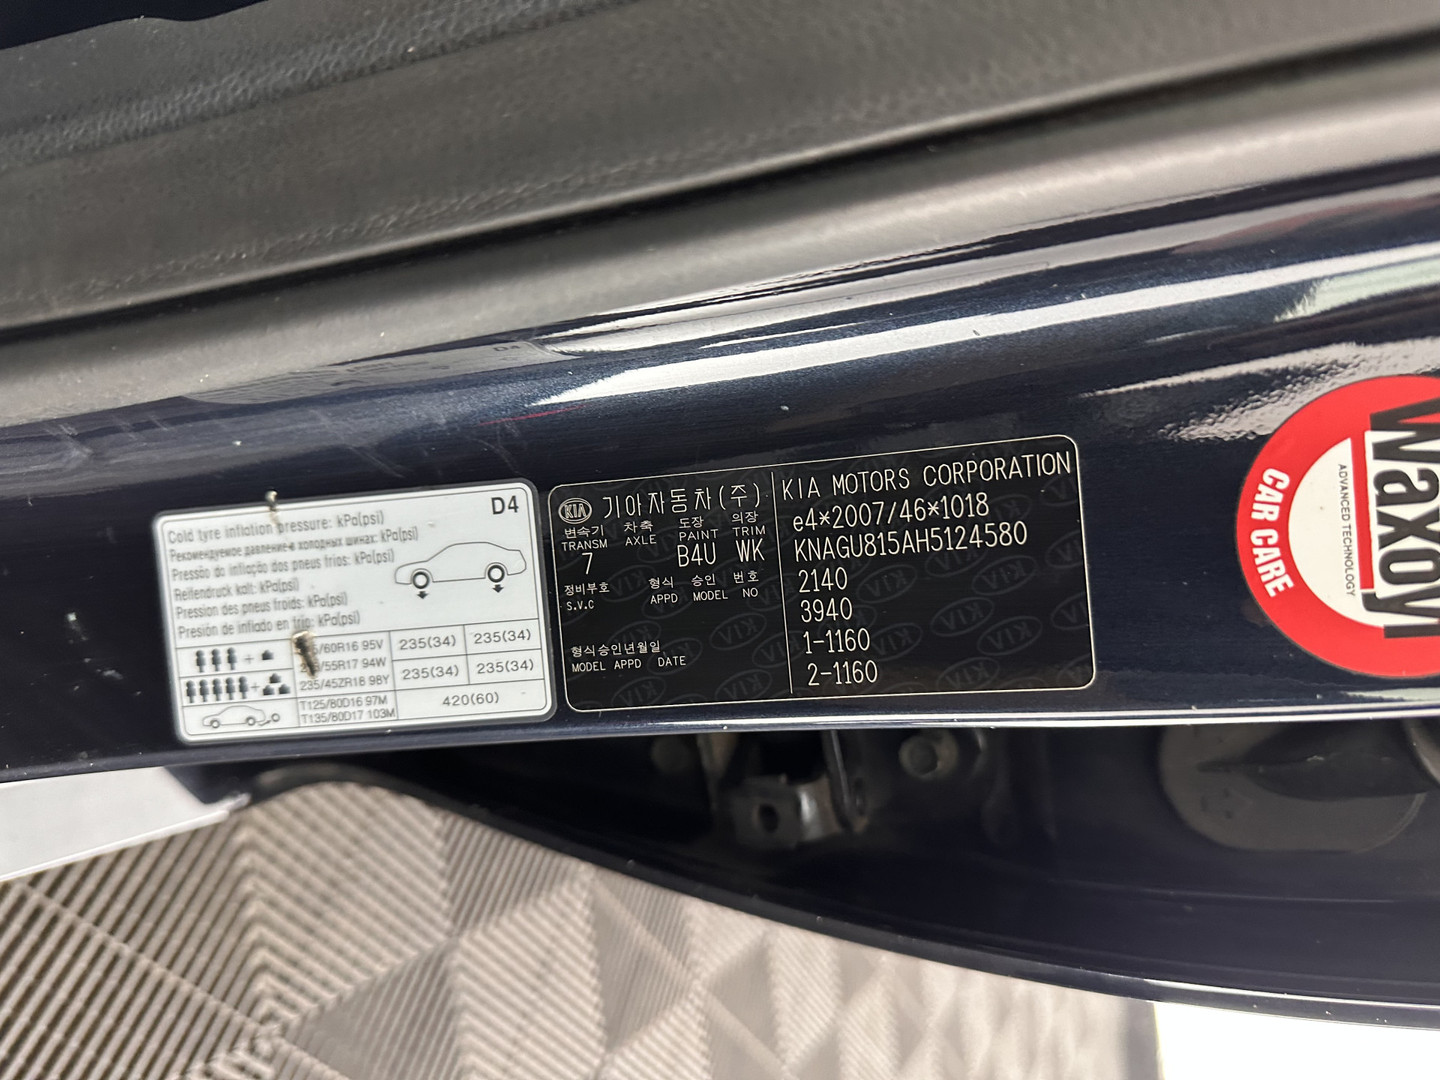 D4
Cold tyre inflation pressure: kPa(psi)
Рекомендуемое давление в холодных шинах: kPa(psi)
Pressão da inflação dos pneus frios: kPa(psi)
Reifendruck kalt: kPa(psi)
Pression des pneus froids: kPa(psi)
Presión de inflado en frío: kPa(psi)
/60R16 95V 235(34) 235(34)
/55R17 94W
235/45ZR18 98Y 235(34) 235(34)
T125/80D16 97M 420(60)
T135/80D17 103M
KIA 기아자동차(주)
변속기 차축 도장 의장
TRANSM AXLE PAINT TRIM
7 B4U WK
정비부호 형식 승인 번호
S.V.C APPD MODEL NO
형식승인년월일
MODEL APPD DATE
KIA MOTORS CORPORATION
e4*2007/46*1018
KNAGU815AH5124580
2140
3940
1-1160
2-1160
Waxoyl
ADVANCED TECHNOLOGY
CAR CARE